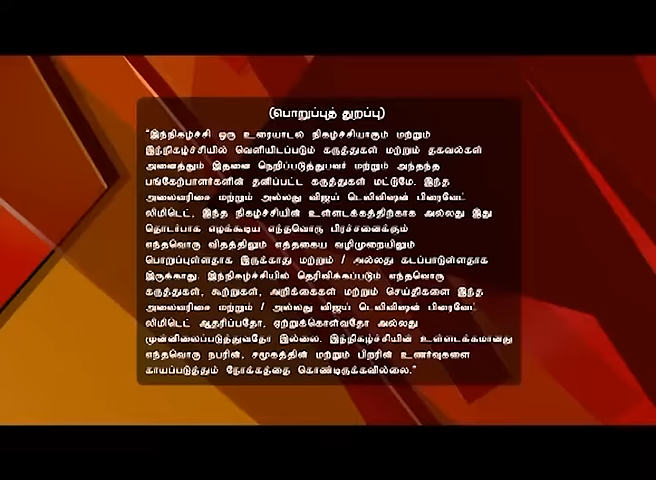 (பொறுப்புத் துறப்பு)
"இந்நிகழ்ச்சி ஒரு உரையாடல் நிகழ்ச்சியாகும் மற்றும்
இந்நிகழ்ச்சியில் வெளியிடப்படும் கருத்துகள் மற்றும் தகவல்கள்
அனைத்தும் இதனை நெறிப்படுத்துபவர் மற்றும் அந்தந்த
பங்கேற்பாளர்களின் தனிப்பட்ட கருத்துகள் மட்டுமே. இந்த
அலைவரிசை மற்றும் அல்லது விஜய் டெலிவிஷன் பிரைவேட்
லிமிடெட், இந்த நிகழ்ச்சியின் உள்ளடக்கத்திற்காக அல்லது இது
தொடர்பாக எழக்கூடிய எந்தவொரு பிரச்சனைக்கும்
எந்தவொரு விதத்திலும் எத்தகைய வழிமுறையிலும்
பொறுப்புள்ளதாக இருக்காது மற்றும் / அல்லது கடப்பாடுள்ளதாக
இருக்காது. இந்நிகழ்ச்சியில் தெரிவிக்கப்படும் எந்தவொரு
கருத்துகள், கூற்றுகள், அறிக்கைகள் மற்றும் செய்திகளை இந்த
அலைவரிசை மற்றும் / அல்லது விஜய் டெலிவிஷன் பிரைவேட்
லிமிடெட் ஆதரிப்பதோ, ஏற்றுக்கொள்வதோ அல்லது
முன்னிலைப்படுத்துவதோ இல்லை. இந்நிகழ்ச்சியின் உள்ளடக்கமானது
எந்தவொரு நபரின், சமூகத்தின் மற்றும் பிறரின் உணர்வுகளை
காயப்படுத்தும் நோக்கத்தை கொண்டிருக்கவில்லை."